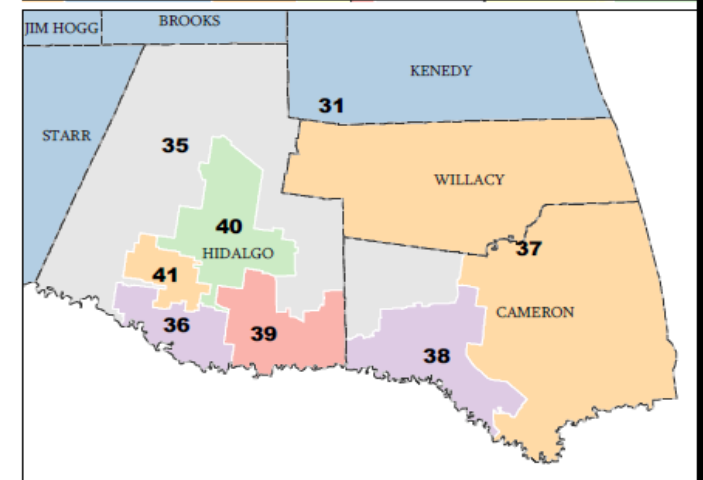 JIM HOGG
BROOKS
KENEDY
31
STARR
35
WILLACY
40
HIDALGO
37
41
CAMERON
36
39
38